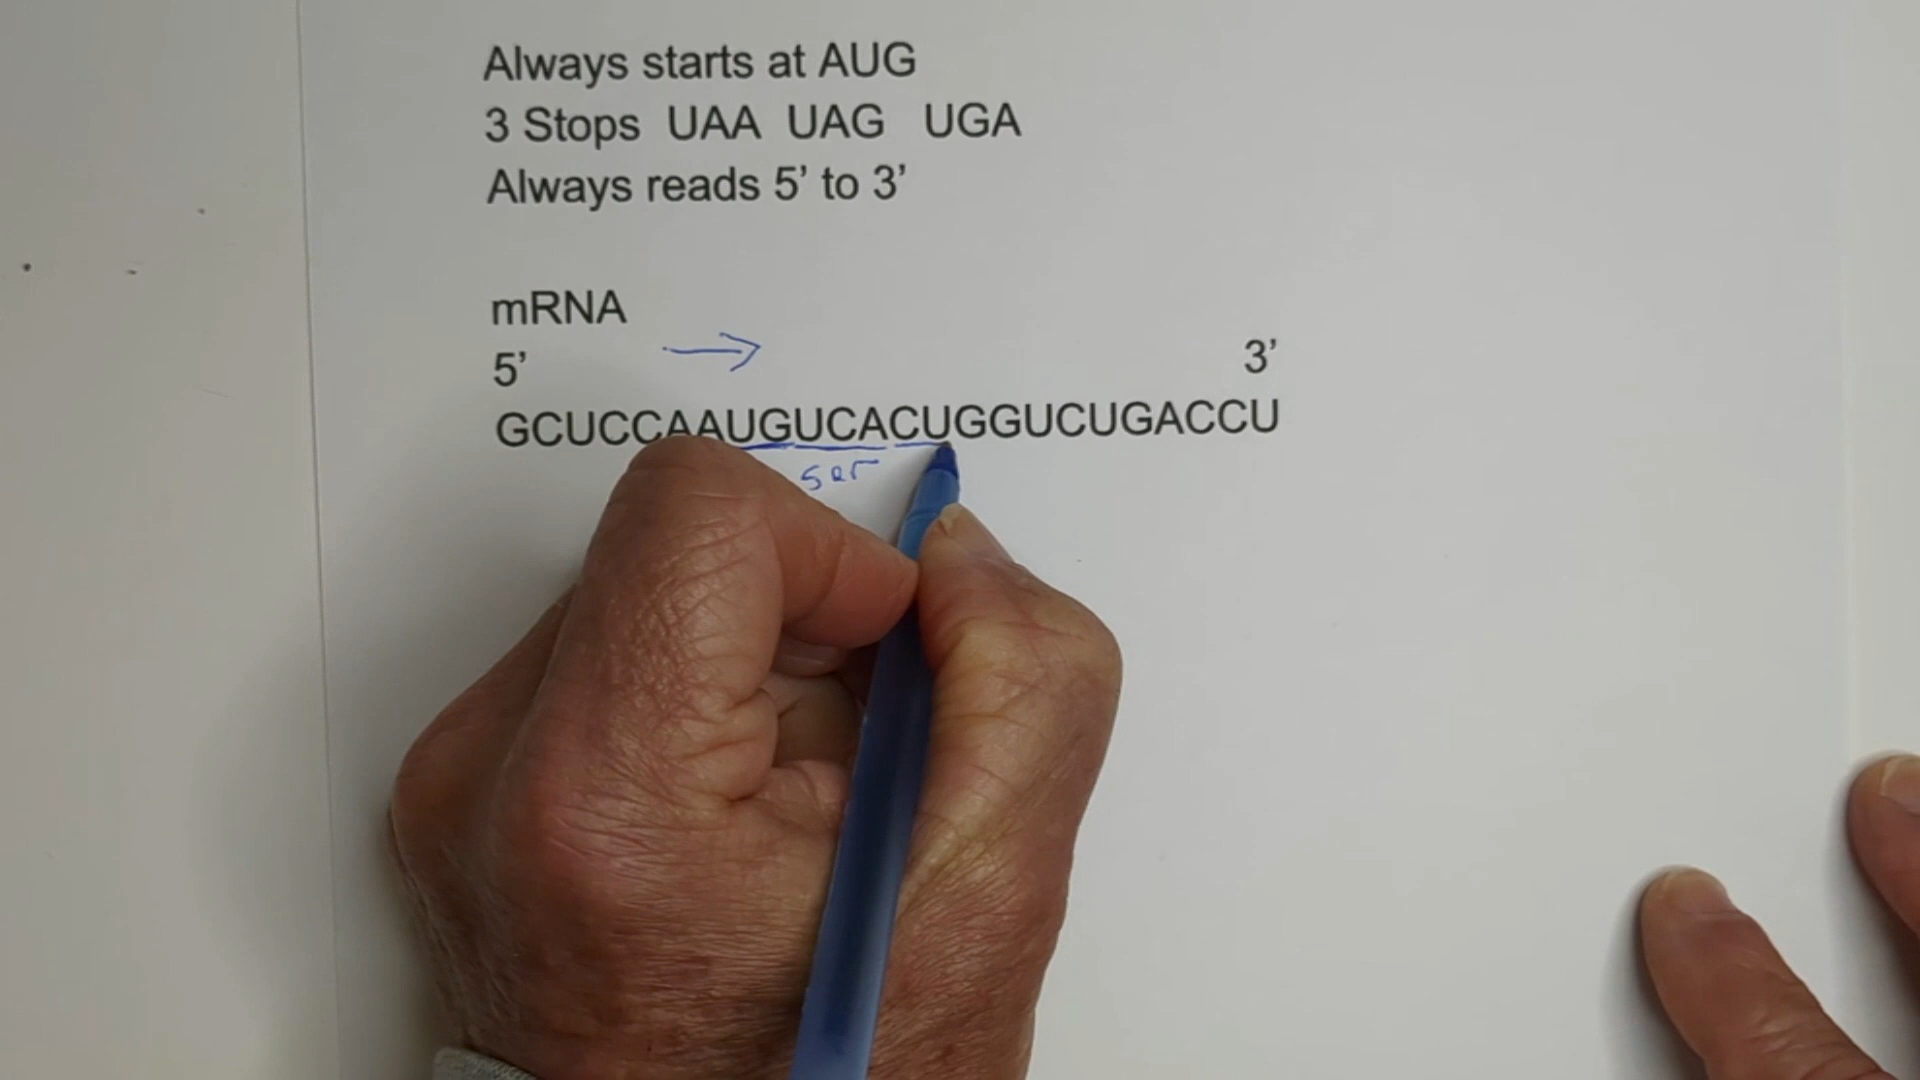 Always starts at AUG
3 Stops UAA UAG UGA
Always reads 5' to 3'
mRNA
5' 3'
GCUCCAAUGUCACUGGUCUGACCU
ser